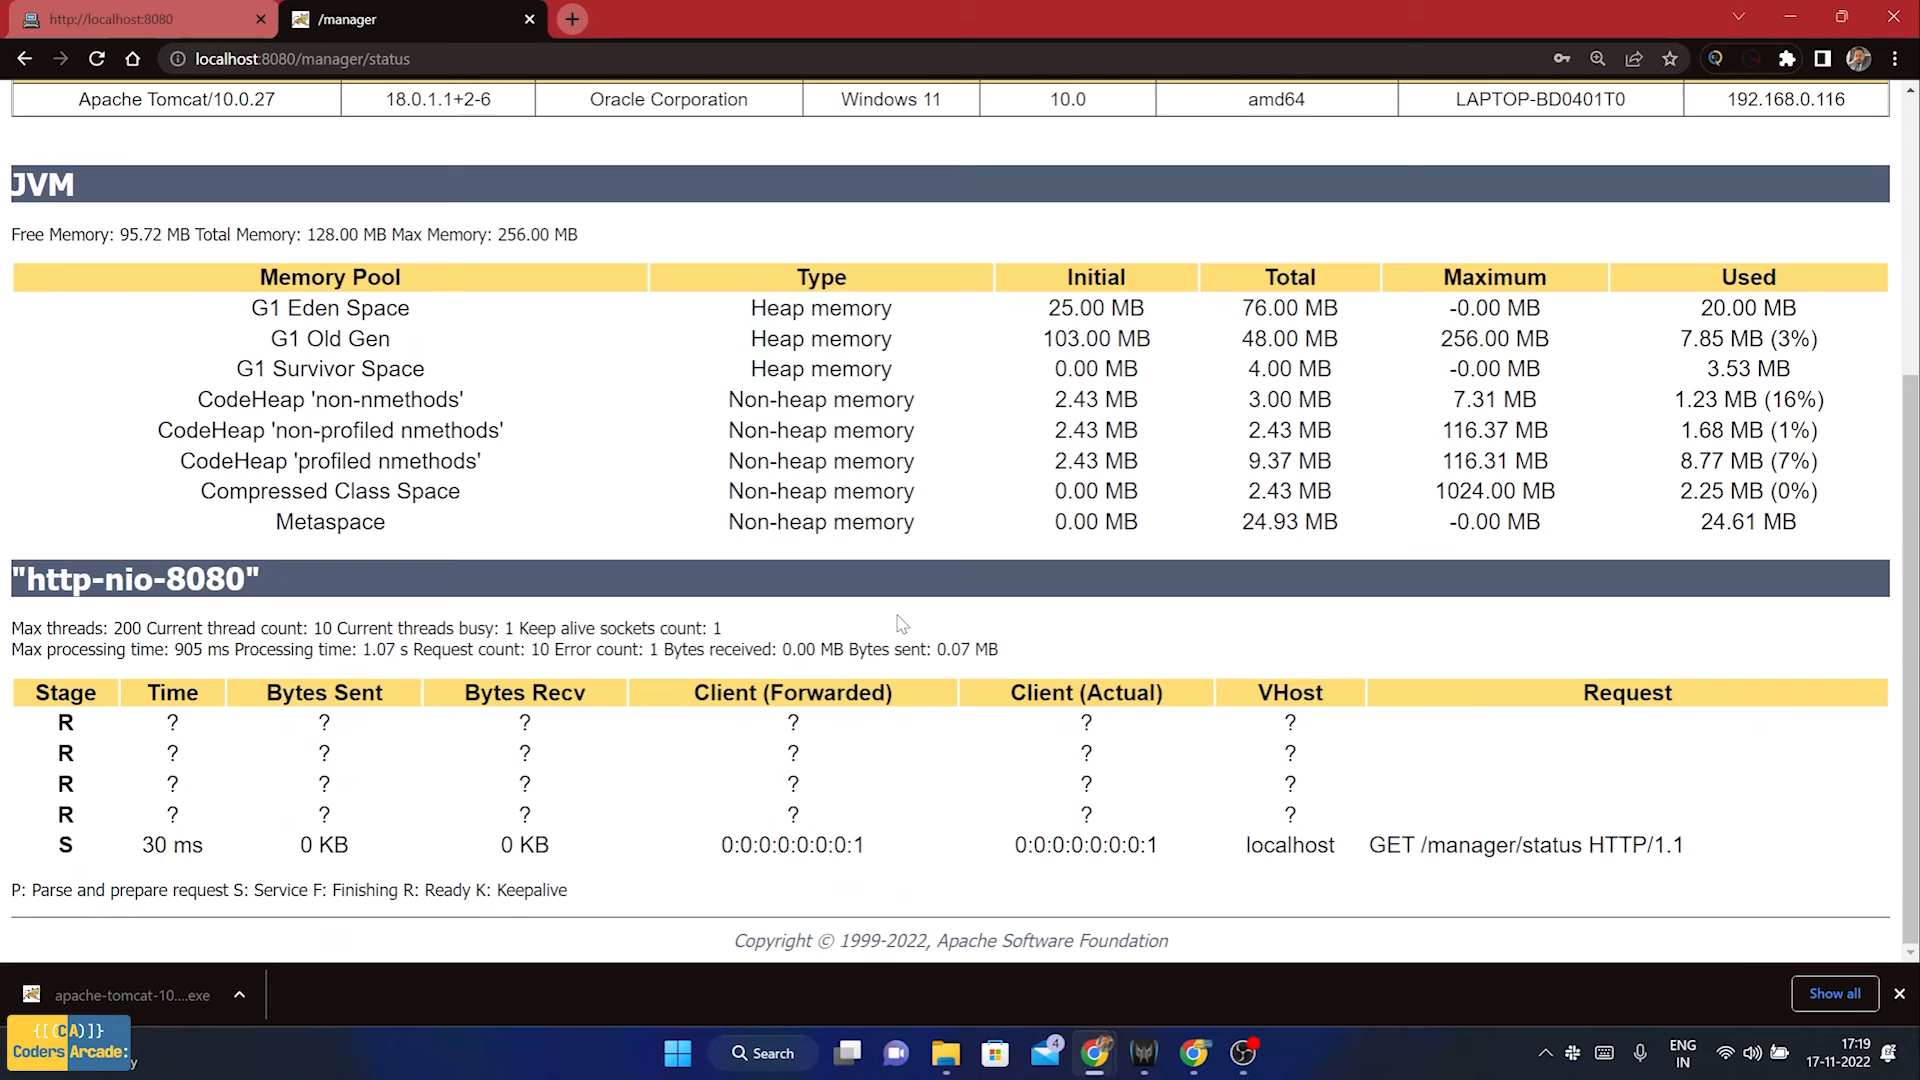 http://localhost:8080
/manager
localhost:8080/manager/status
Apache Tomcat/10.0.27 18.0.1.1+2-6 Oracle Corporation Windows 11 10.0 amd64 LAPTOP-BD0401T0 192.168.0.116
JVM
Free Memory: 95.72 MB Total Memory: 128.00 MB Max Memory: 256.00 MB
Memory Pool Type Initial Total Maximum Used
G1 Eden Space Heap memory 25.00 MB 76.00 MB -0.00 MB 20.00 MB
G1 Old Gen Heap memory 103.00 MB 48.00 MB 256.00 MB 7.85 MB (3%)
G1 Survivor Space Heap memory 0.00 MB 4.00 MB -0.00 MB 3.53 MB
CodeHeap 'non-nmethods' Non-heap memory 2.43 MB 3.00 MB 7.31 MB 1.23 MB (16%)
CodeHeap 'non-profiled nmethods' Non-heap memory 2.43 MB 2.43 MB 116.37 MB 1.68 MB (1%)
CodeHeap 'profiled nmethods' Non-heap memory 2.43 MB 9.37 MB 116.31 MB 8.77 MB (7%)
Compressed Class Space Non-heap memory 0.00 MB 2.43 MB 1024.00 MB 2.25 MB (0%)
Metaspace Non-heap memory 0.00 MB 24.93 MB -0.00 MB 24.61 MB
"http-nio-8080"
Max threads: 200 Current thread count: 10 Current threads busy: 1 Keep alive sockets count: 1
Max processing time: 905 ms Processing time: 1.07 s Request count: 10 Error count: 1 Bytes received: 0.00 MB Bytes sent: 0.07 MB
Stage Time Bytes Sent Bytes Recv Client (Forwarded) Client (Actual) VHost Request
R ? ? ? ? ? ?
R ? ? ? ? ? ?
R ? ? ? ? ? ?
R ? ? ? ? ? ?
S 30 ms 0 KB 0 KB 0:0:0:0:0:0:0:1 0:0:0:0:0:0:0:1 localhost GET /manager/status HTTP/1.1
P: Parse and prepare request S: Service F: Finishing R: Ready K: Keepalive
Copyright © 1999-2022, Apache Software Foundation
apache-tomcat-10....exe
Show all
{[(CA)]}
Coders Arcade:
Search
4
ENG
IN
17:19
17-11-2022